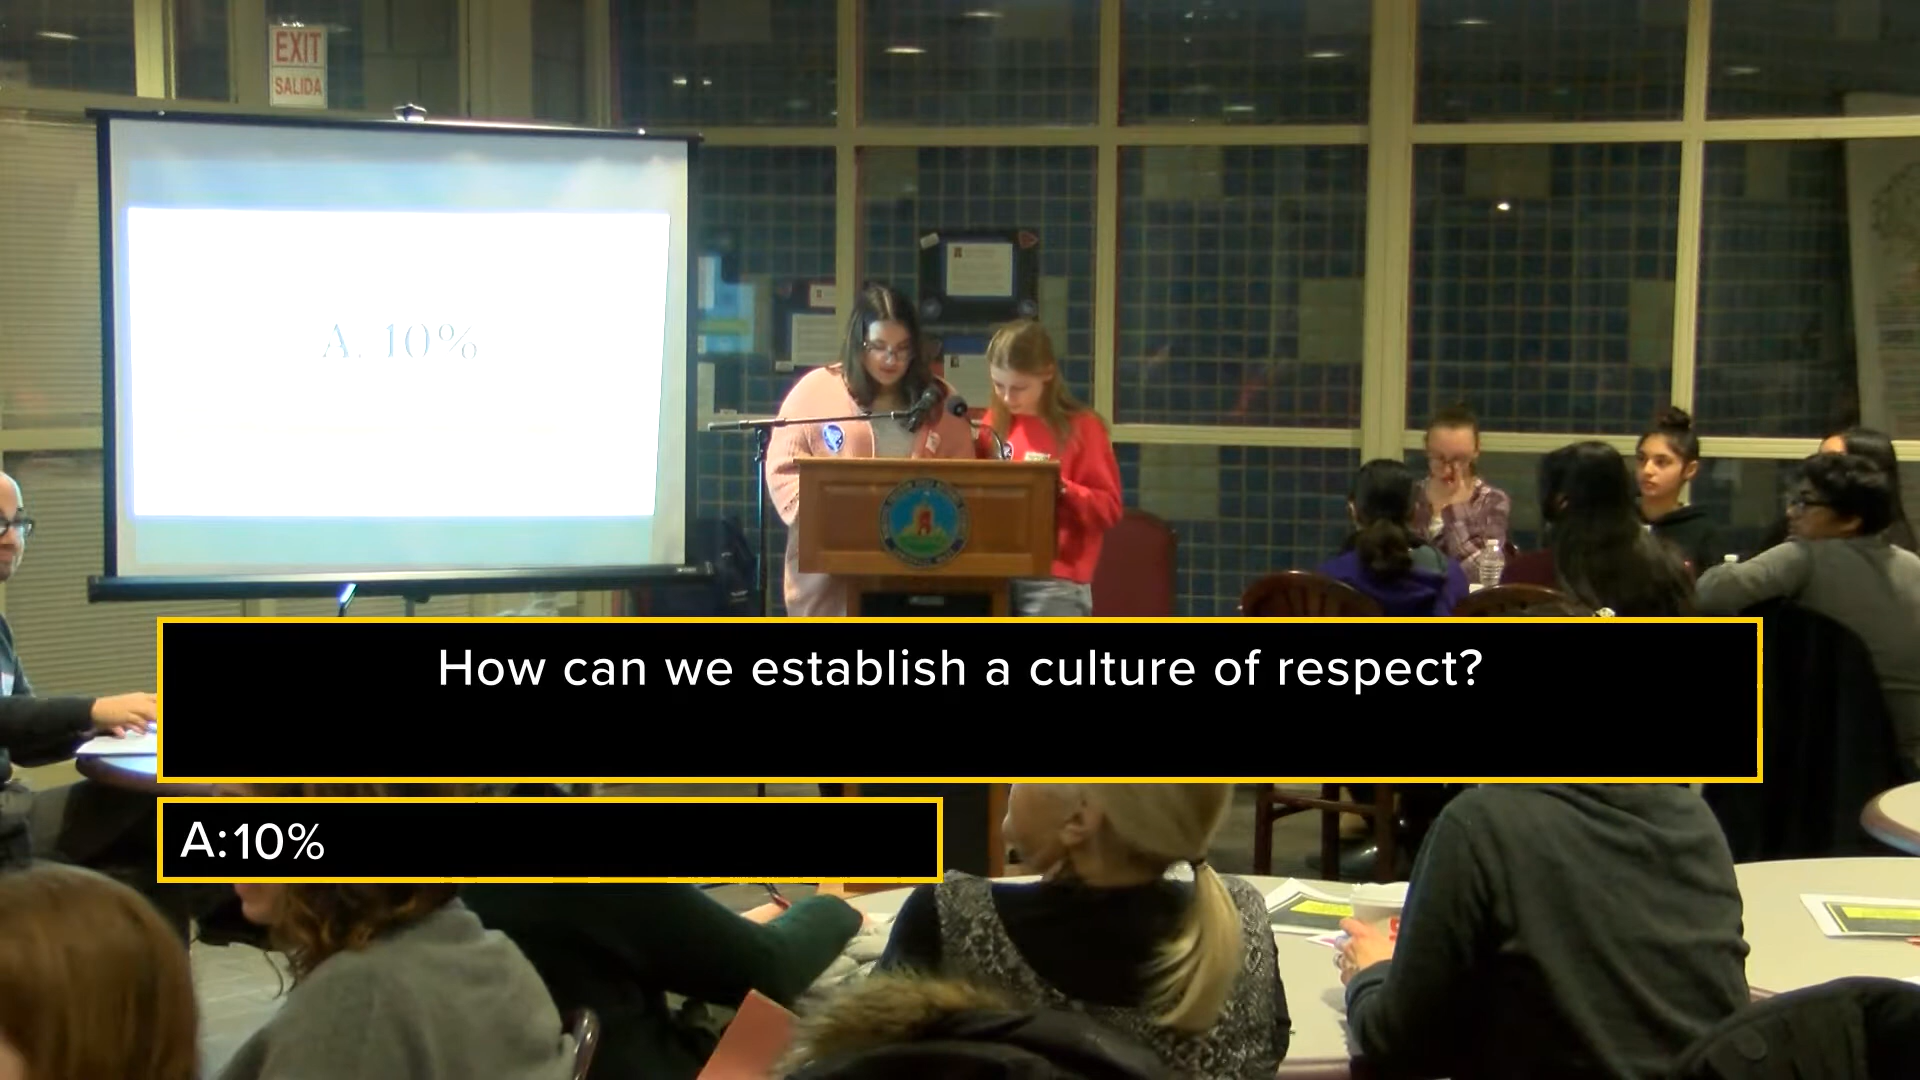 EXIT
SALIDA
A. 10%
How can we establish a culture of respect?
A:10%